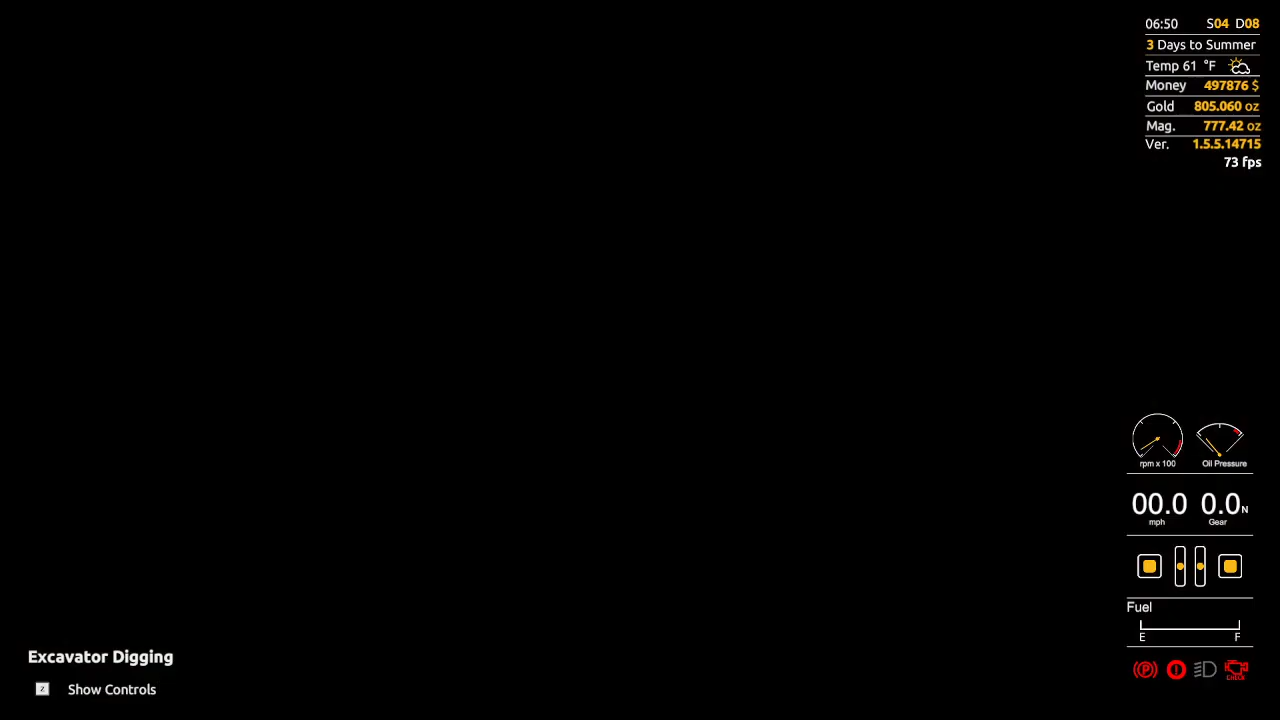 06:50 S04 D08
3 Days to Summer
Temp 61 °F
Money 497876 $
Gold 805.060 oz
Mag. 777.42 oz
Ver. 1.5.5.14715
73 fps
rpm x 100 Oil Pressure
00.0 0.0N
mph Gear
Fuel
E F
Excavator Digging
Z Show Controls
P
CHECK